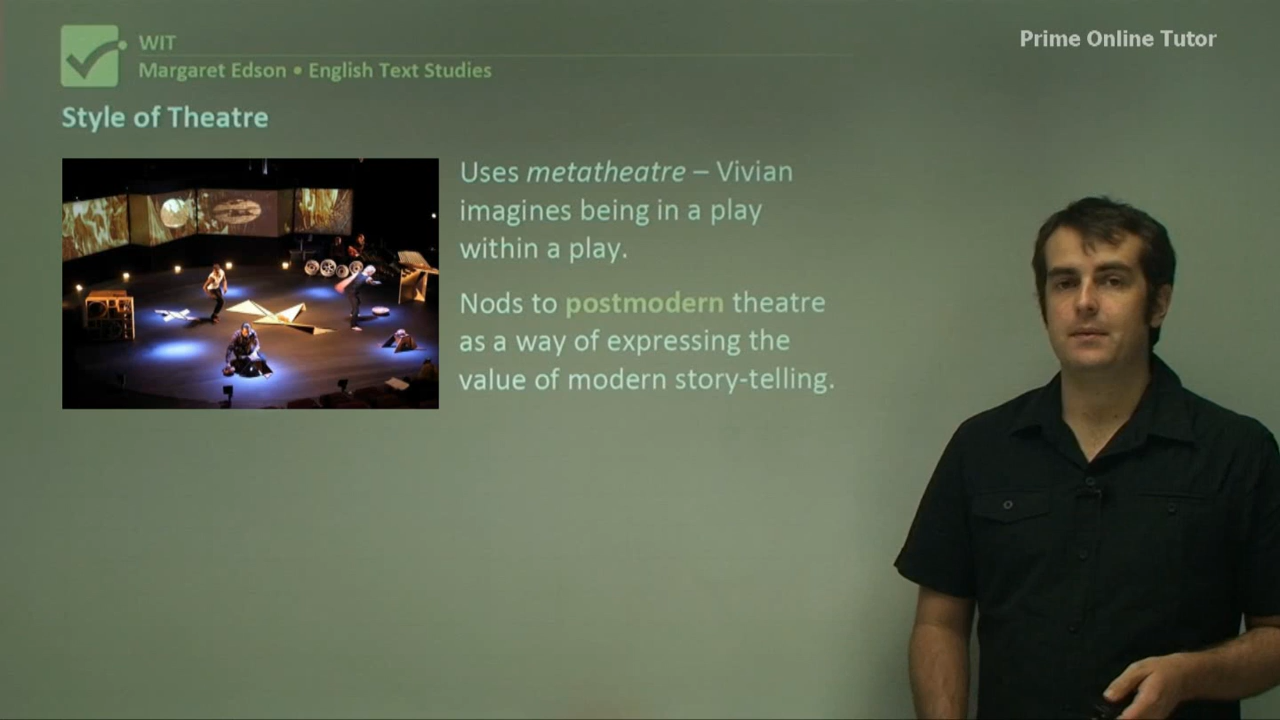 WIT
Margaret Edson • English Text Studies
Prime Online Tutor
Style of Theatre
Uses metatheatre – Vivian
imagines being in a play
within a play.
Nods to postmodern theatre
as a way of expressing the
value of modern story-telling.